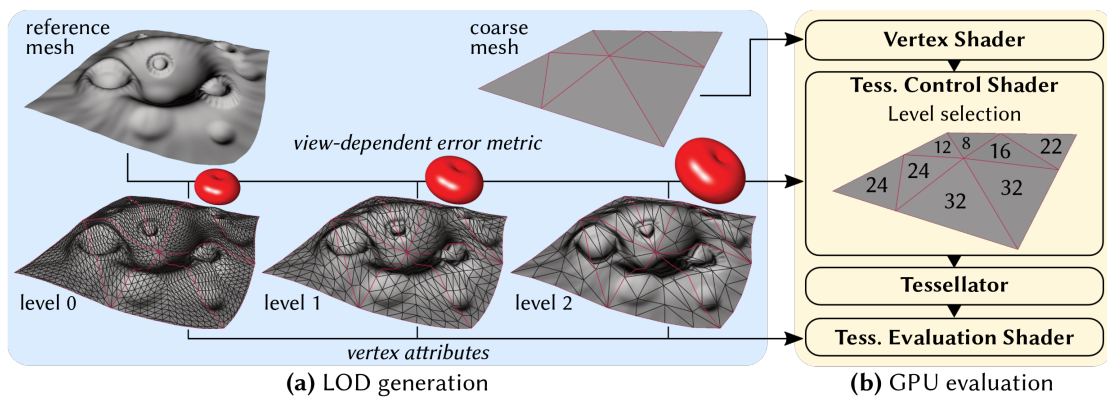 reference
mesh
coarse
mesh
view-dependent error metric
level 0
level 1
level 2
vertex attributes
(a) LOD generation
Vertex Shader
Tess. Control Shader
Level selection
12
8
16
22
24
24
32
32
Tessellator
Tess. Evaluation Shader
(b) GPU evaluation